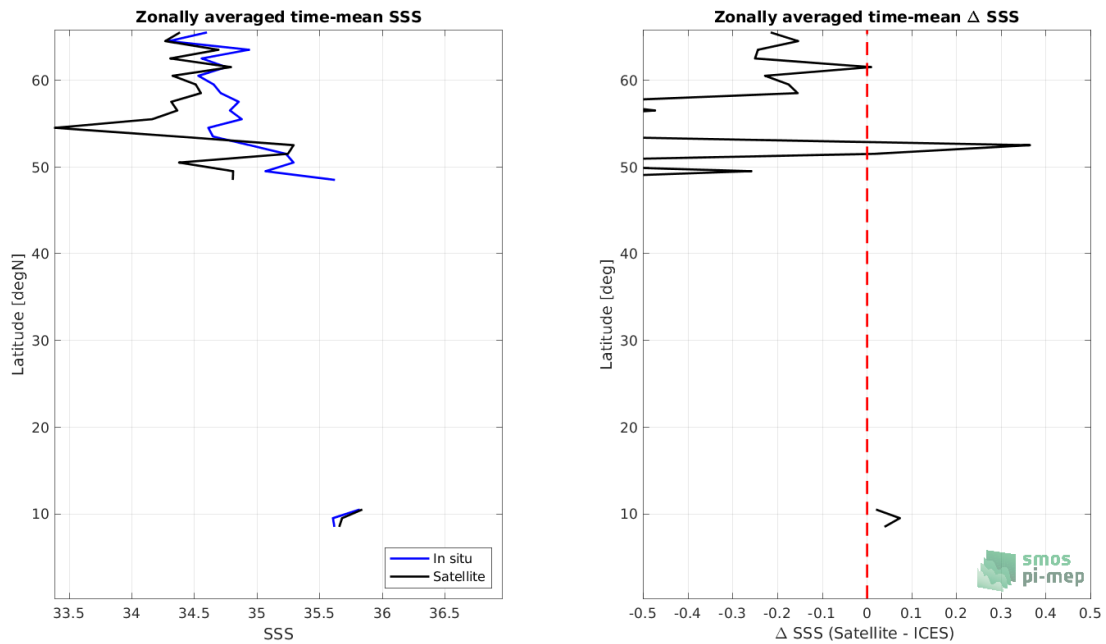 Zonally averaged time-mean SSS
Latitude [degN]
60
50
40
30
20
10
33.5 34 34.5 35 35.5 36 36.5
SSS
In situ
Satellite
Zonally averaged time-mean Δ SSS
Latitude [deg]
60
50
40
30
20
10
-0.5 -0.4 -0.3 -0.2 -0.1 0 0.1 0.2 0.3 0.4 0.5
Δ SSS (Satellite - ICES)
smos
pi-mep